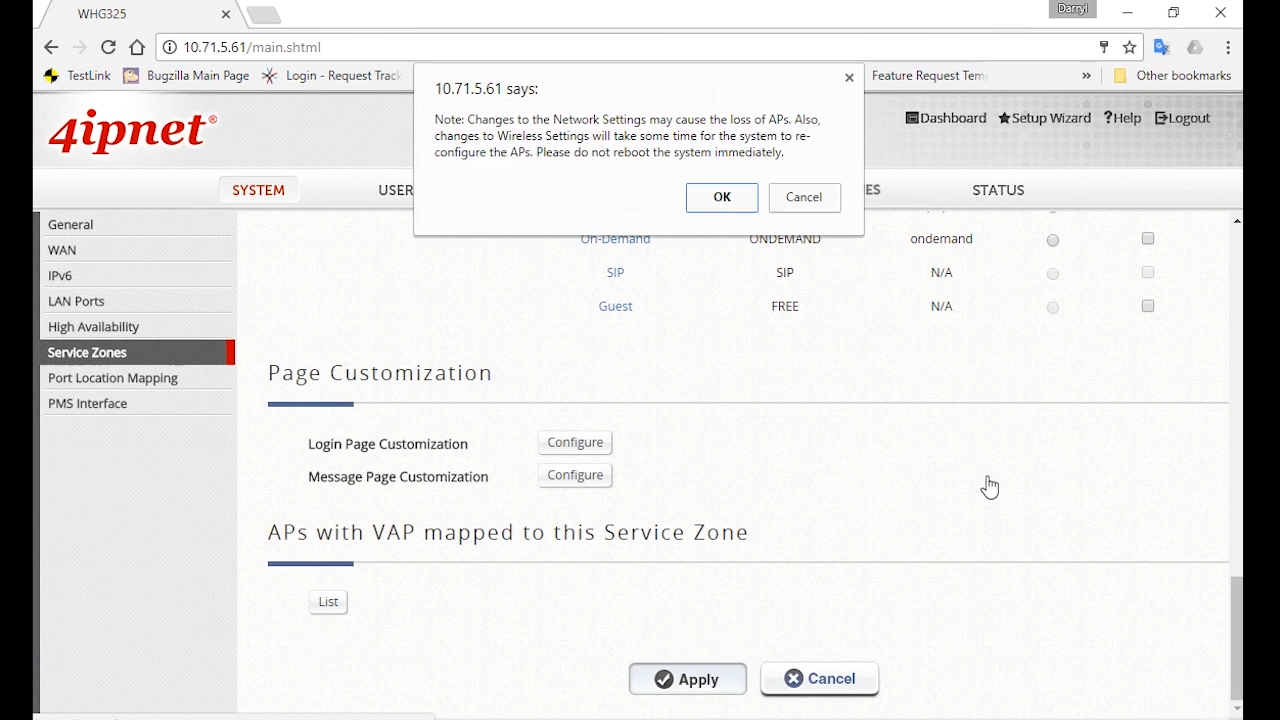 WHG325
Darryl
10.71.5.61/main.shtml
TestLink
Bugzilla Main Page
Login - Request Track
Feature Request Tem
»
Other bookmarks
10.71.5.61 says:
Note: Changes to the Network Settings may cause the loss of APs. Also,
changes to Wireless Settings will take some time for the system to re-
configure the APs. Please do not reboot the system immediately.
OK
Cancel
4ipnet®
Dashboard
Setup Wizard
?Help
Logout
SYSTEM
USER
ES
STATUS
General
WAN
IPv6
LAN Ports
High Availability
Service Zones
Port Location Mapping
PMS Interface
On-Demand ONDEMAND ondemand
SIP SIP N/A
Guest FREE N/A
Page Customization
Login Page Customization Configure
Message Page Customization Configure
APs with VAP mapped to this Service Zone
List
Apply
Cancel